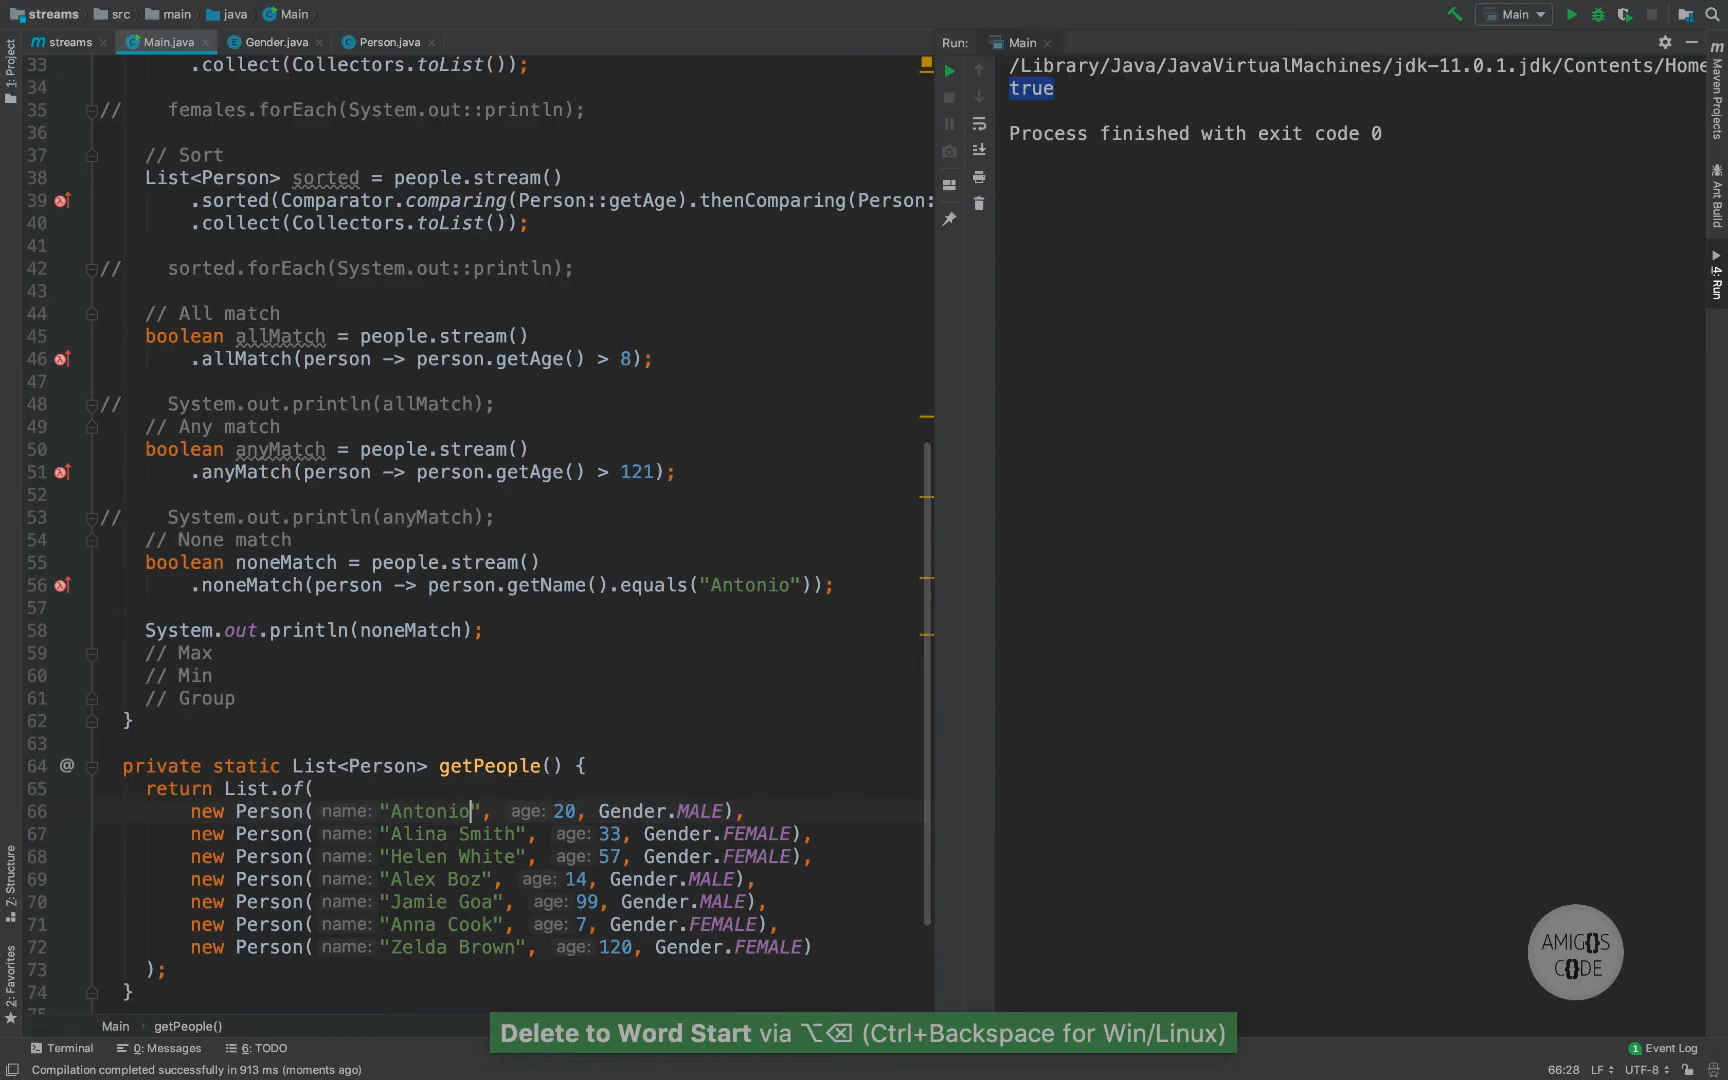 streams src main java Main
Main
1: Project
streams Main.java Gender.java Person.java
Run: Main
33 .collect(Collectors.toList());
34
35 // females.forEach(System.out::println);
36
37 // Sort
38 List<Person> sorted = people.stream()
39 .sorted(Comparator.comparing(Person::getAge).thenComparing(Person:
40 .collect(Collectors.toList());
41
42 // sorted.forEach(System.out::println);
43
44 // All match
45 boolean allMatch = people.stream()
46 .allMatch(person -> person.getAge() > 8);
47
48 // System.out.println(allMatch);
49 // Any match
50 boolean anyMatch = people.stream()
51 .anyMatch(person -> person.getAge() > 121);
52
53 // System.out.println(anyMatch);
54 // None match
55 boolean noneMatch = people.stream()
56 .noneMatch(person -> person.getName().equals("Antonio"));
57
58 System.out.println(noneMatch);
59 // Max
60 // Min
61 // Group
62 }
63
64 @ private static List<Person> getPeople() {
65 return List.of(
66 new Person( name: "Antonio", age: 20, Gender.MALE),
67 new Person( name: "Alina Smith", age: 33, Gender.FEMALE),
68 new Person( name: "Helen White", age: 57, Gender.FEMALE),
69 new Person( name: "Alex Boz", age: 14, Gender.MALE),
70 new Person( name: "Jamie Goa", age: 99, Gender.MALE),
71 new Person( name: "Anna Cook", age: 7, Gender.FEMALE),
72 new Person( name: "Zelda Brown", age: 120, Gender.FEMALE)
73 );
74 }
/Library/Java/JavaVirtualMachines/jdk-11.0.1.jdk/Contents/Home
true
Process finished with exit code 0
Maven Projects
Ant Build
4: Run
Z: Structure
2: Favorites
AMIG{}S
C{}DE
Main getPeople()
Delete to Word Start via ⌥⌫ (Ctrl+Backspace for Win/Linux)
Terminal 0: Messages 6: TODO
1 Event Log
Compilation completed successfully in 913 ms (moments ago)
66:28 LF UTF-8